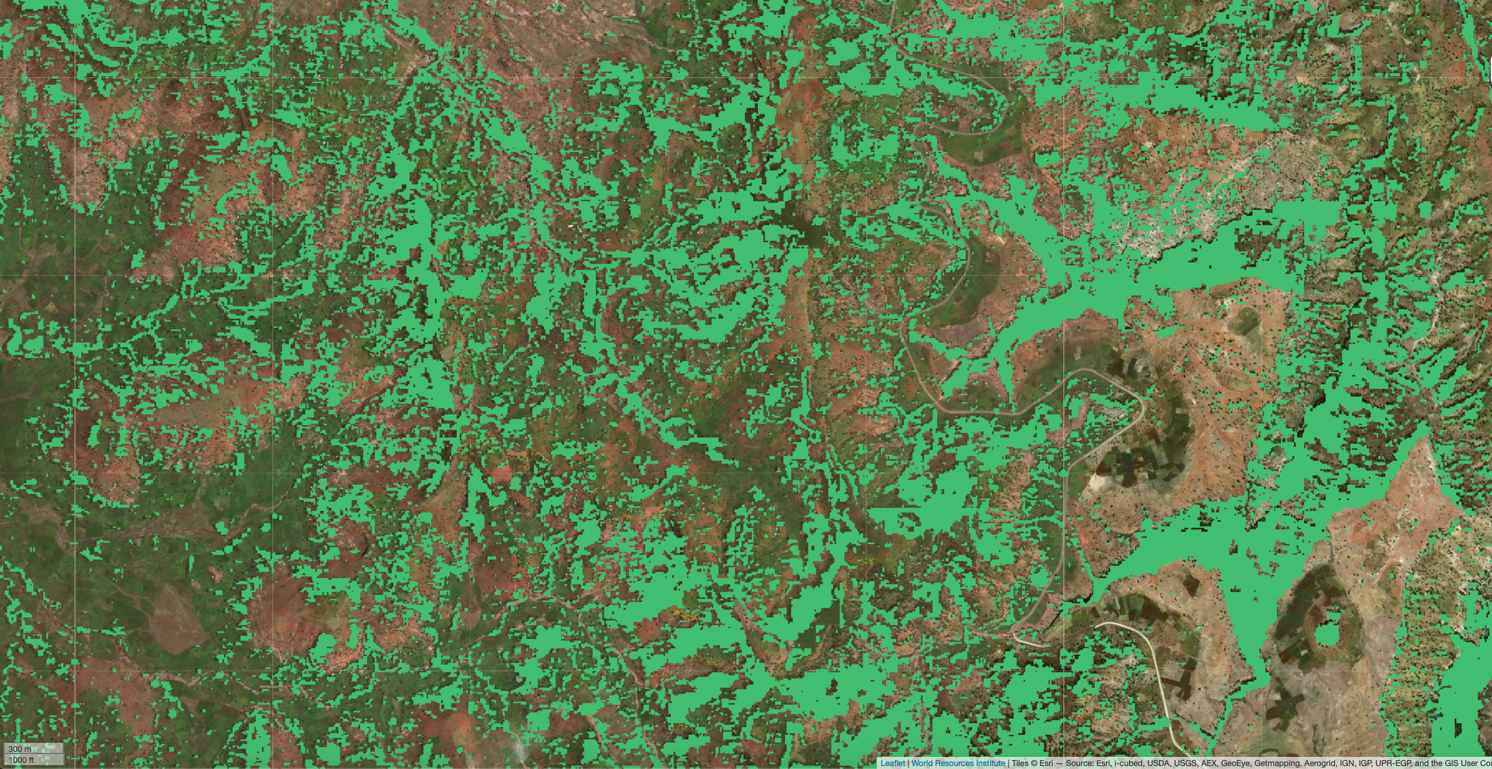 300 m
1000 ft
Leaflet | World Resources Institute | Tiles © Esri — Source: Esri, i-cubed, USDA, USGS, AEX, GeoEye, Getmapping, Aerogrid, IGN, IGP, UPR-EGP, and the GIS User Co